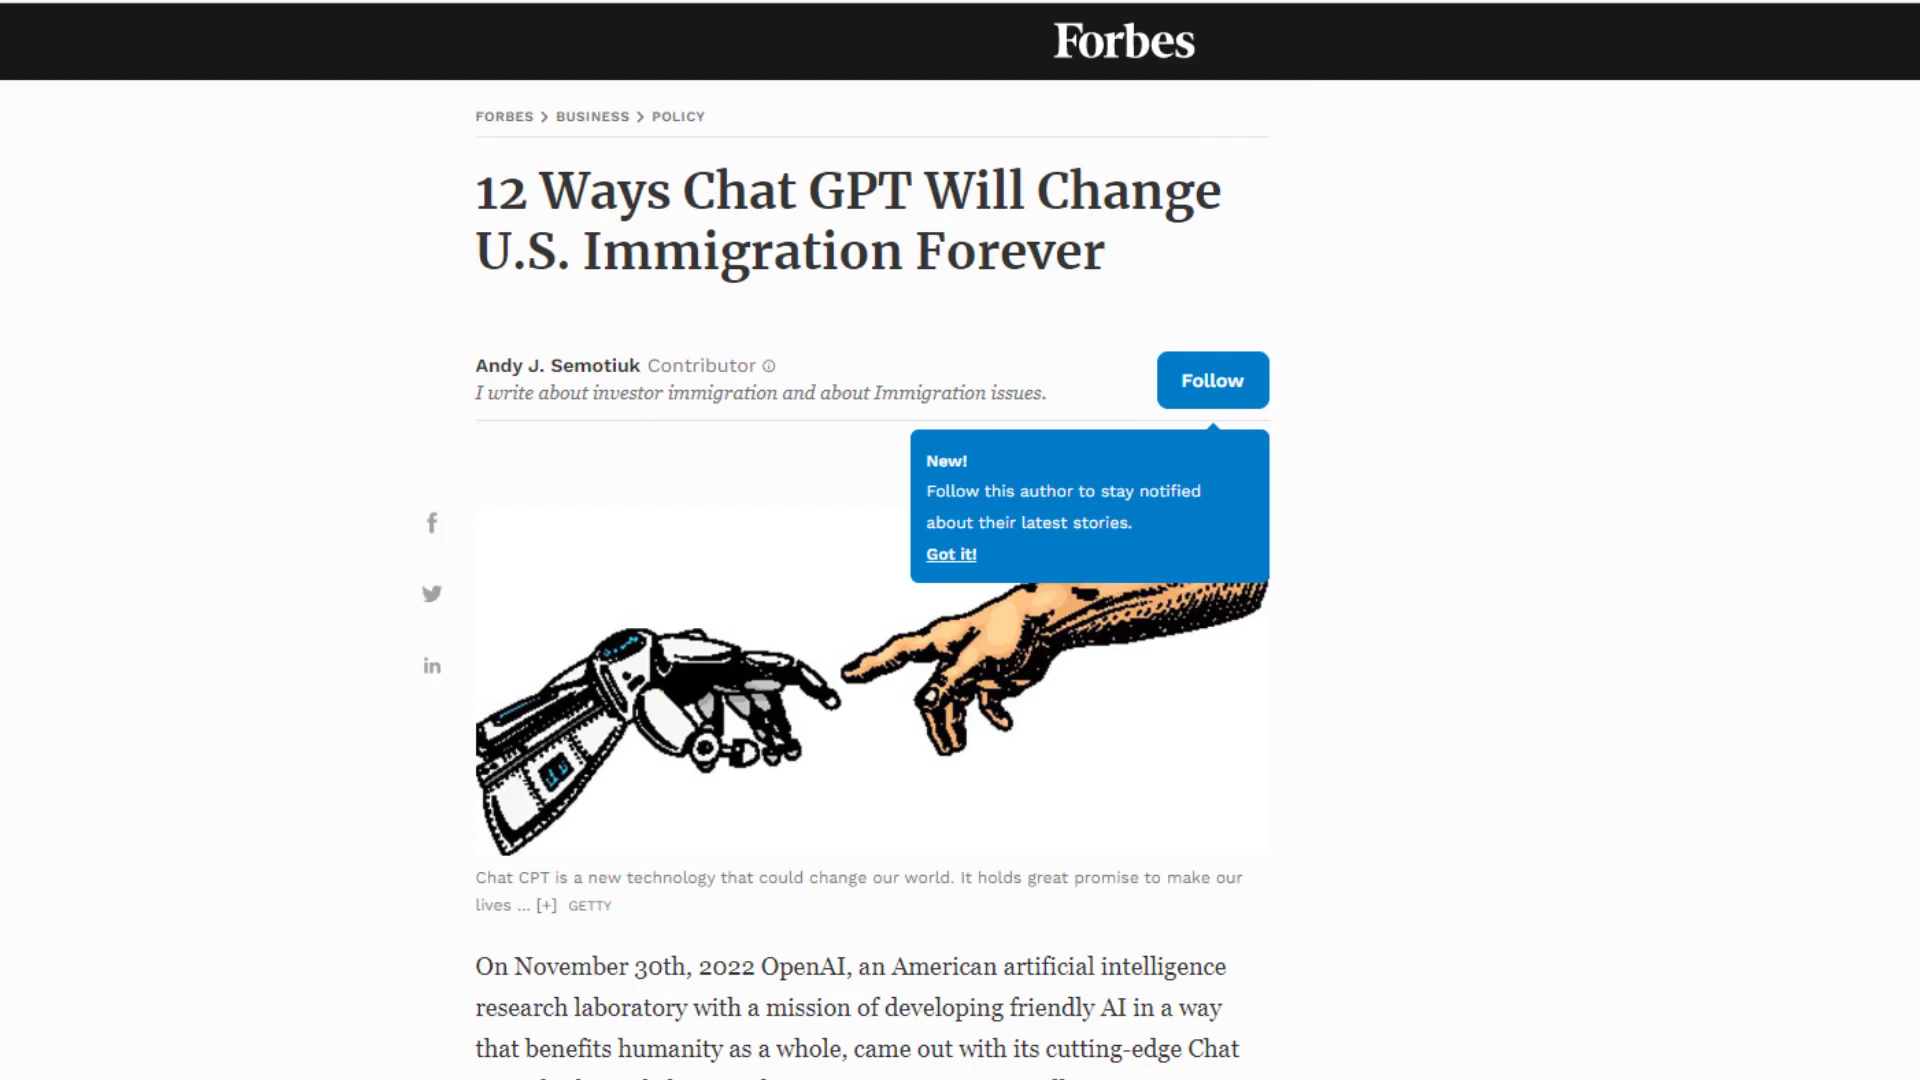 Forbes
FORBES > BUSINESS > POLICY
12 Ways Chat GPT Will Change
U.S. Immigration Forever
Andy J. Semotiuk Contributor
I write about investor immigration and about Immigration issues.
Follow
New!
Follow this author to stay notified
about their latest stories.
Got it!
Chat CPT is a new technology that could change our world. It holds great promise to make our
lives ... [+] GETTY
On November 30th, 2022 OpenAI, an American artificial intelligence
research laboratory with a mission of developing friendly AI in a way
that benefits humanity as a whole, came out with its cutting-edge Chat